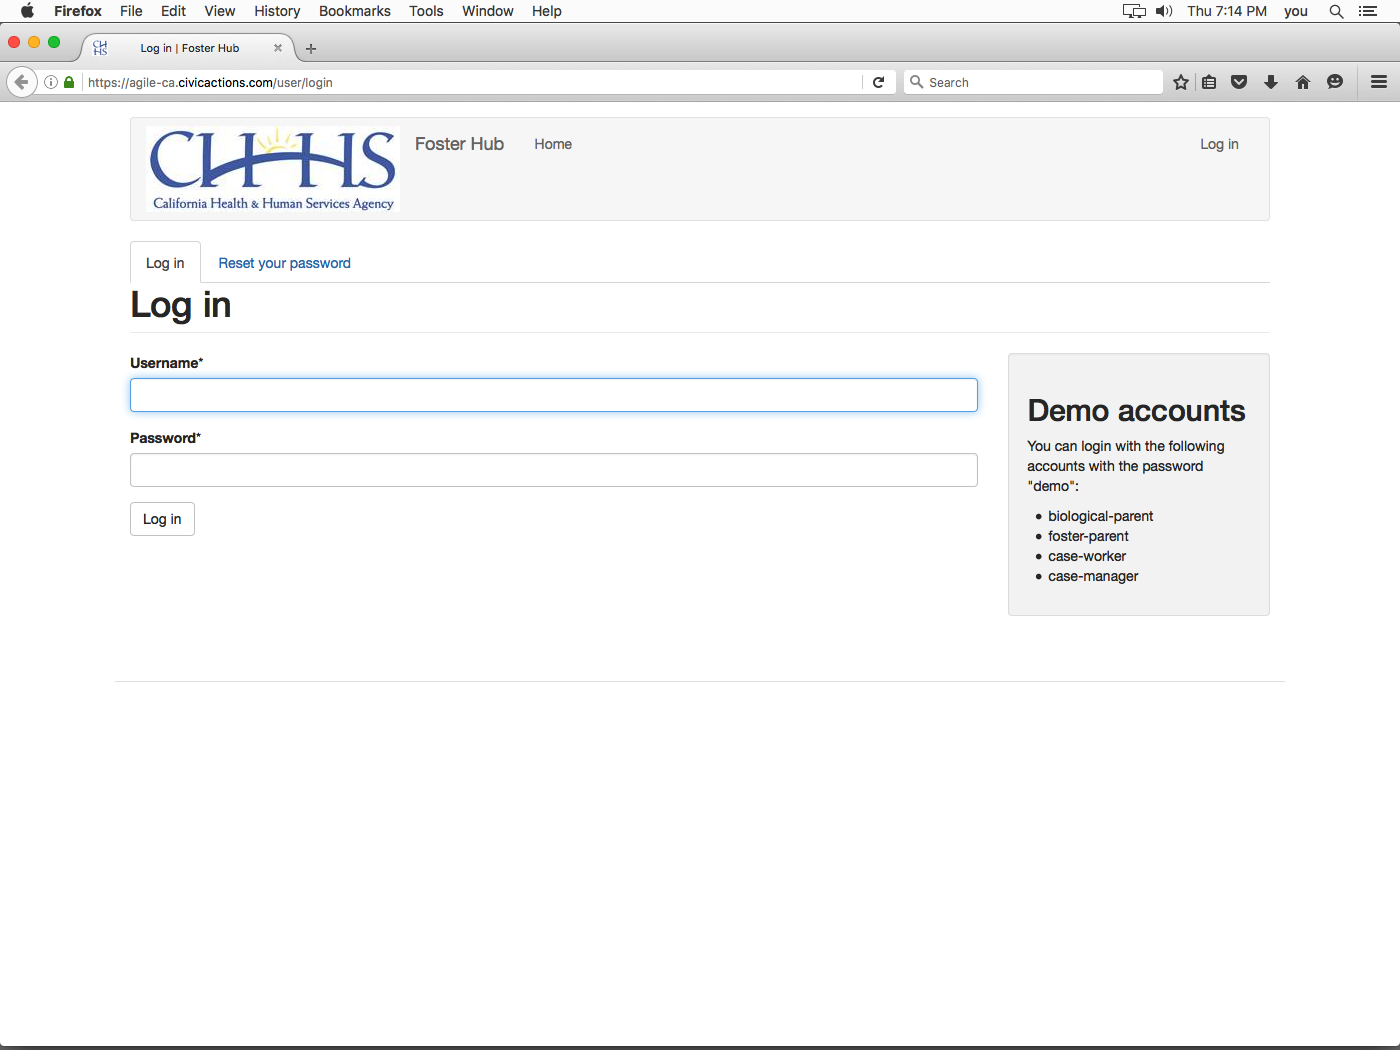 Firefox File Edit View History Bookmarks Tools Window Help Thu 7:14 PM you
CH HS Log in | Foster Hub
https://agile-ca.civicactions.com/user/login Search
CHHS
California Health & Human Services Agency
Foster Hub Home Log in
Log in Reset your password
Log in
Username*
Password*
Log in
Demo accounts
You can login with the following
accounts with the password
"demo":
• biological-parent
• foster-parent
• case-worker
• case-manager